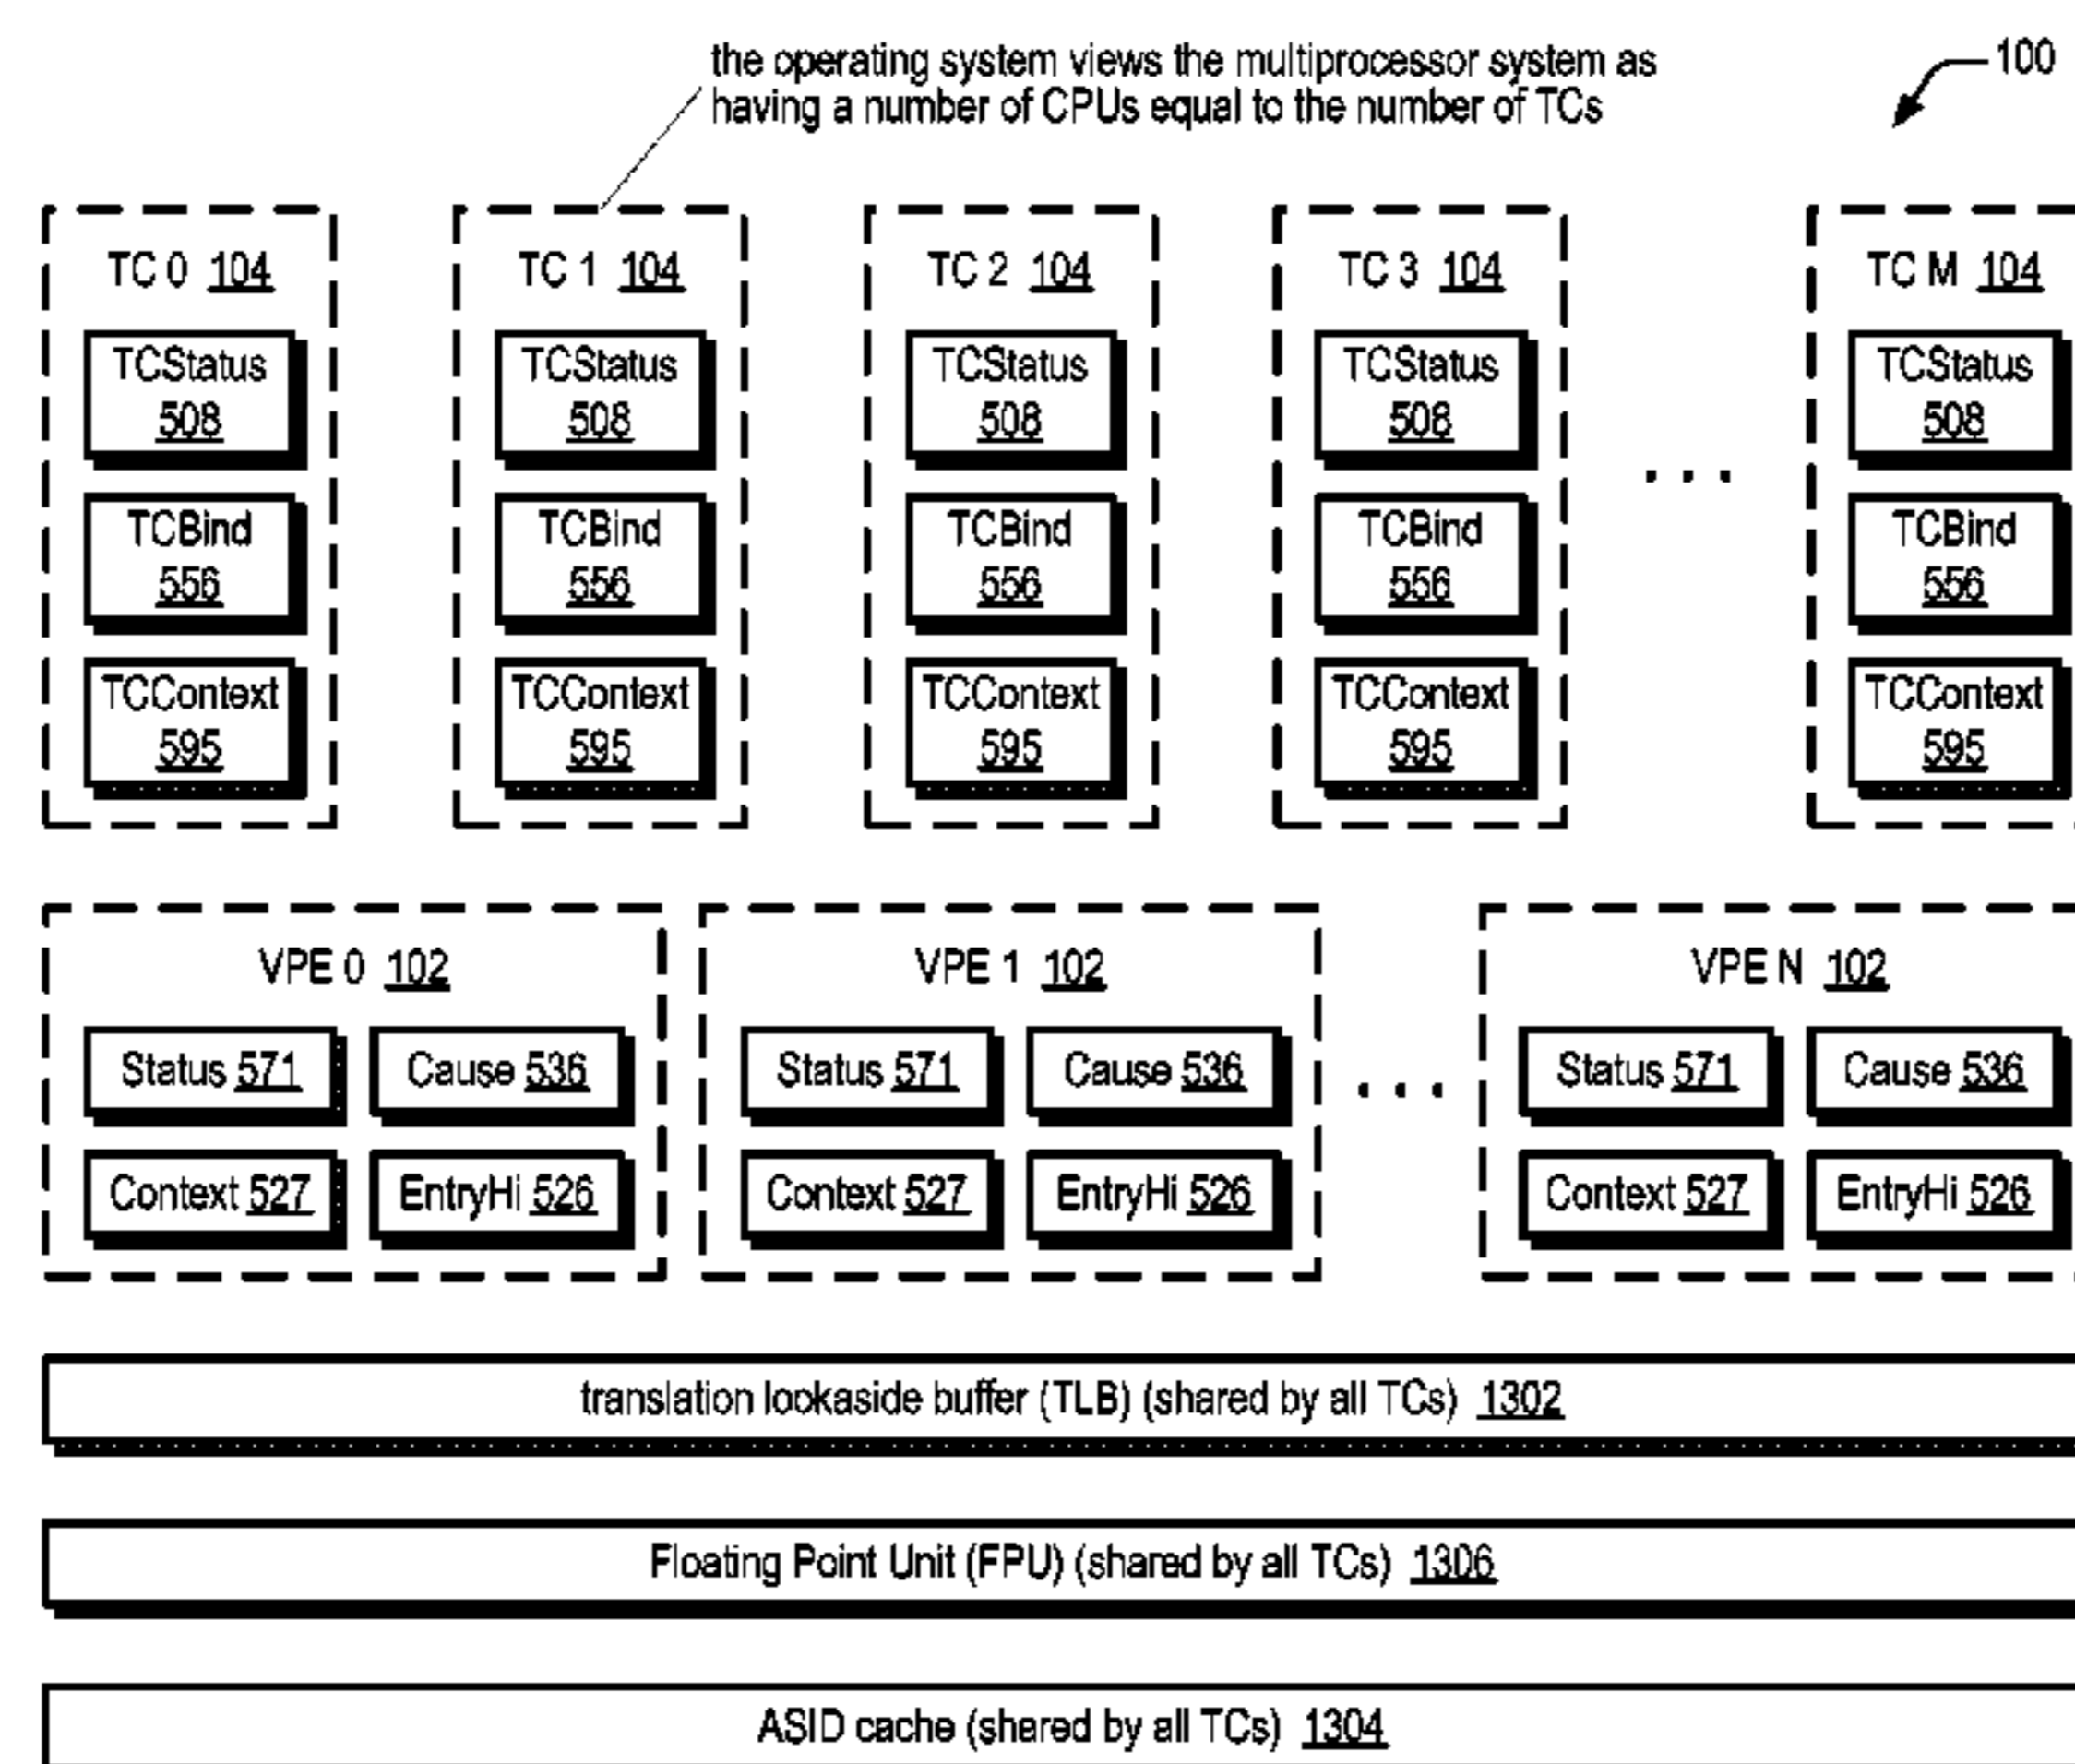 the operating system views the multiprocessor system as
having a number of CPUs equal to the number of TCs
100
TC 0 104
TCStatus
508
TCBind
556
TCContext
595
TC 1 104
TCStatus
508
TCBind
556
TCContext
595
TC 2 104
TCStatus
508
TCBind
556
TCContext
595
TC 3 104
TCStatus
508
TCBind
556
TCContext
595
. . .
TC M 104
TCStatus
508
TCBind
556
TCContext
595
VPE 0 102
Status 571
Cause 536
Context 527
EntryHi 526
VPE 1 102
Status 571
Cause 536
Context 527
EntryHi 526
. . .
VPE N 102
Status 571
Cause 536
Context 527
EntryHi 526
translation lookaside buffer (TLB) (shared by all TCs) 1302
Floating Point Unit (FPU) (shared by all TCs) 1306
ASID cache (shared by all TCs) 1304